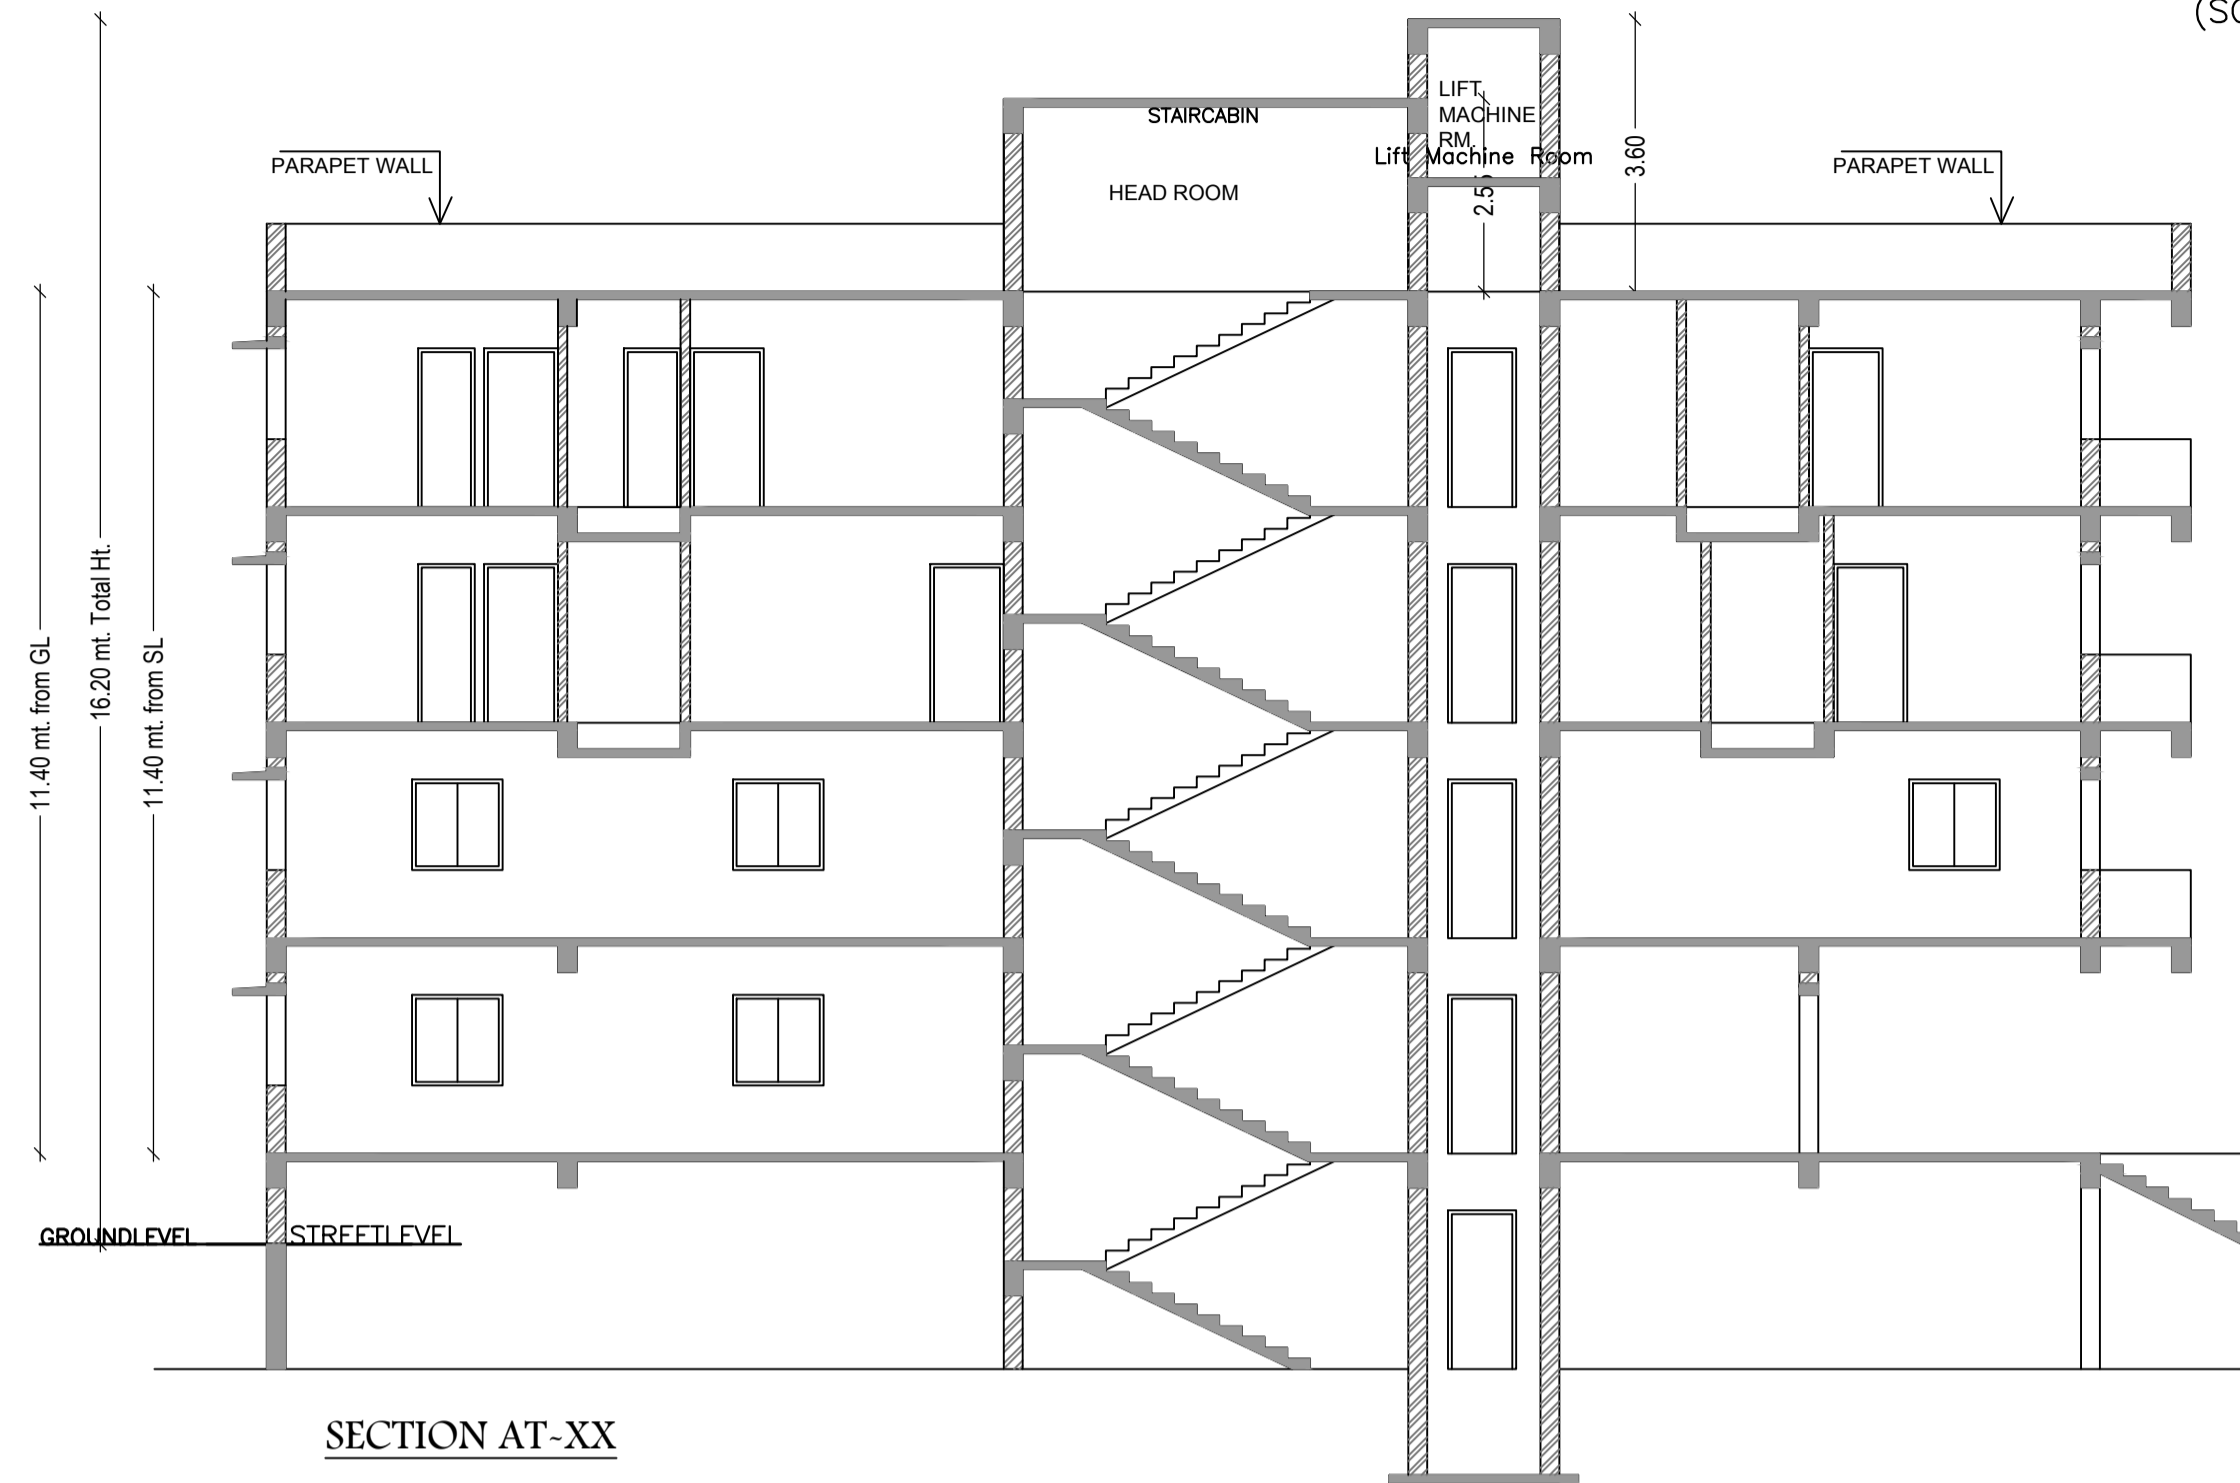 (SC
LIFT
MACHINE
RM.
STAIRCABIN
Lift Machine Room
3.60
PARAPET WALL
PARAPET WALL
HEAD ROOM
11.40 mt. from GL
16.20 mt. Total Ht.
11.40 mt. from SL
GROUNDLEVEL
STREETLEVEL
SECTION AT~XX